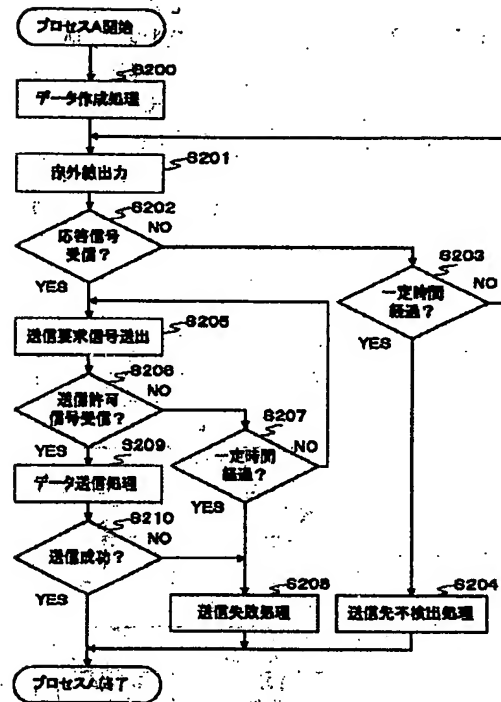 プロセスA開始
S200
データ作成処理
S201
赤外線出力
S202
応答信号
受信?
NO
YES
S203
一定時間
経過?
NO
YES
S205
送信要求信号送出
S206
送信許可
信号受信?
NO
YES
S207
一定時間
経過?
NO
YES
S209
データ送信処理
S210
送信成功?
NO
YES
S208
送信失敗処理
S204
送信先不検出処理
プロセスA終了